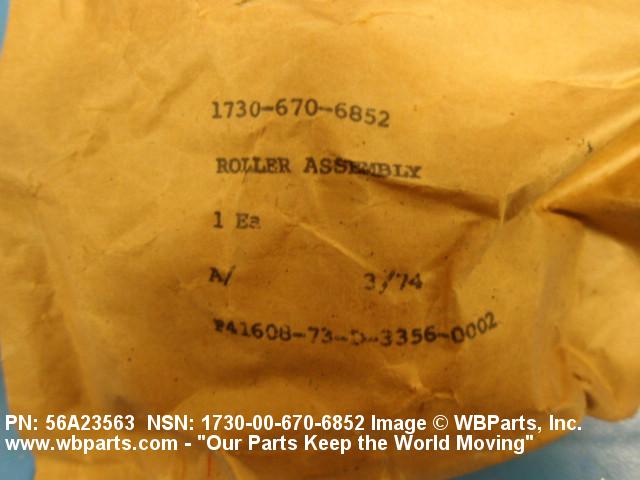 1730-670-6852
ROLLER ASSEMBLY
1 Ea
A/ 3/74
F41608-73-D-3356-0002
PN: 56A23563 NSN: 1730-00-670-6852 Image © WBParts, Inc.
www.wbparts.com - "Our Parts Keep the World Moving"